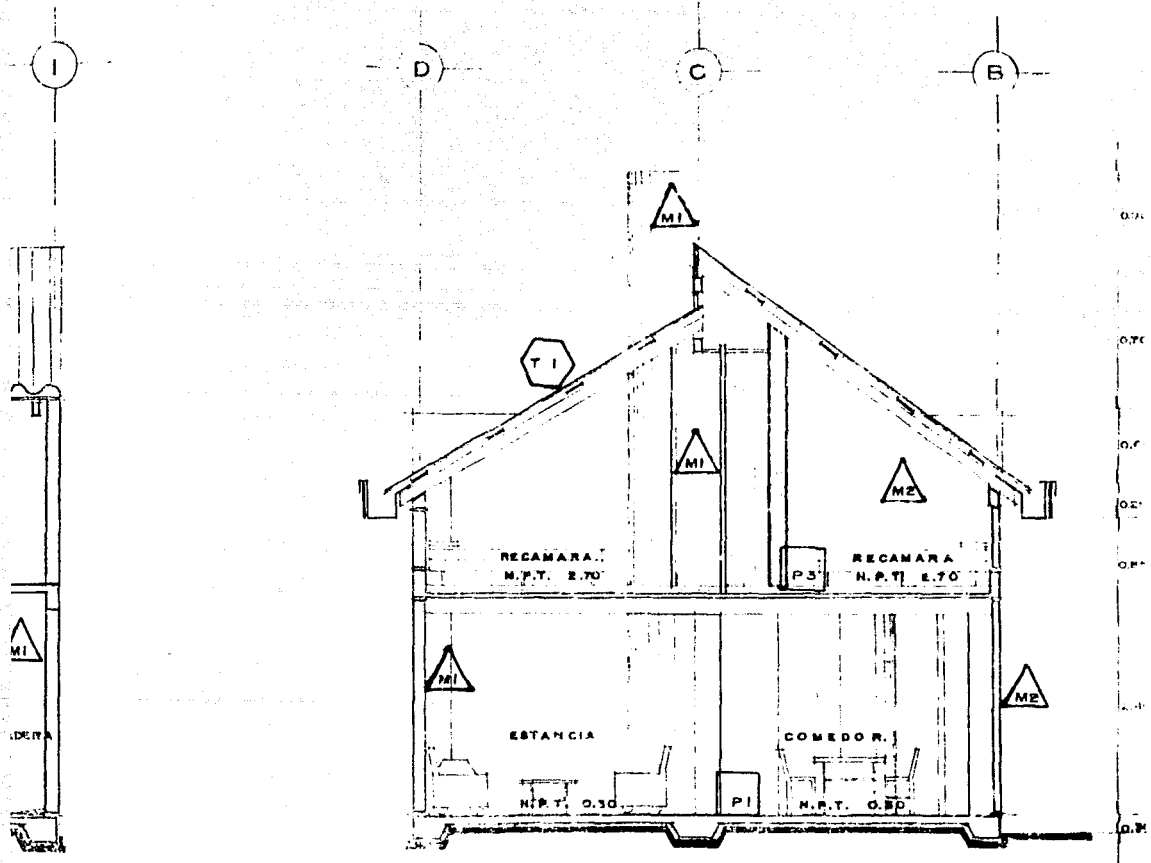 I
D
C
B
M1
T 1
M1
M2
RECAMARA.
N.P.T. 2.70
P3
RECAMARA
N.P.T. 2.70
M1
M1
M2
ESTANCIA
COMEDOR.
N.P.T. 0.30
P1
N.P.T. 0.30